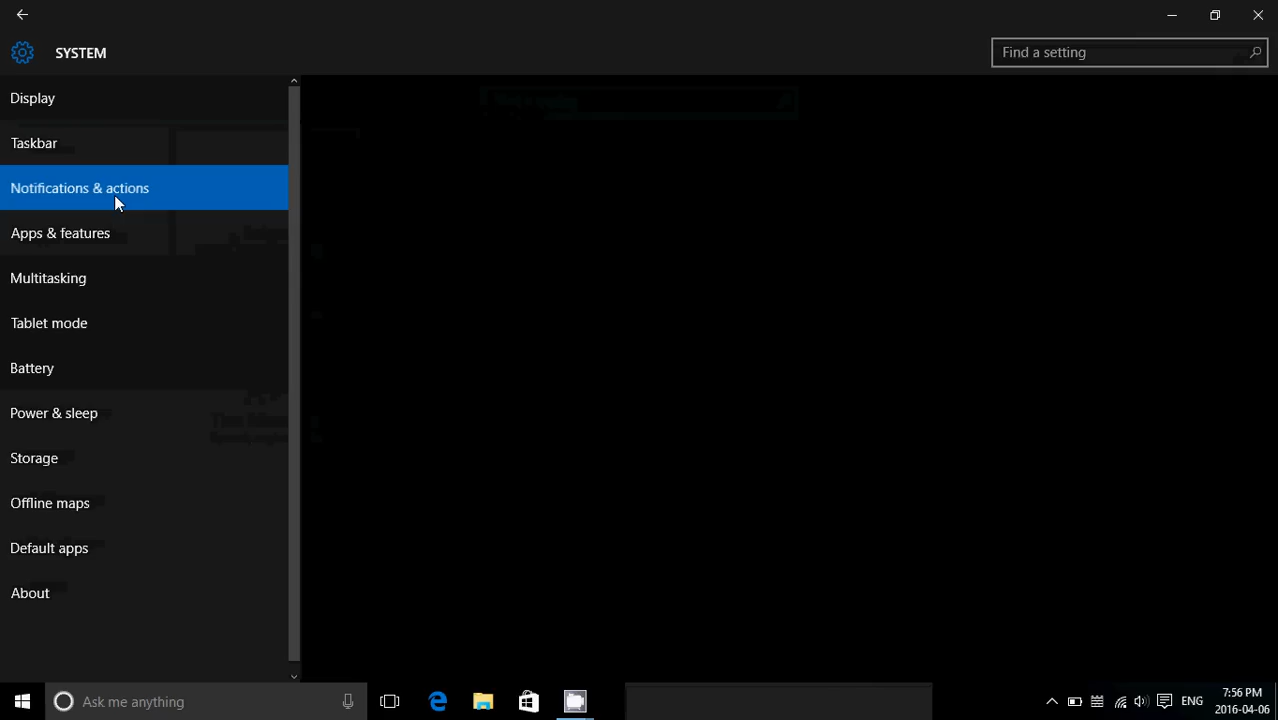 SYSTEM
Find a setting
Display
Taskbar
Notifications & actions
Apps & features
Multitasking
Tablet mode
Battery
Power & sleep
Storage
Offline maps
Default apps
About
Ask me anything
ENG
7:56 PM
2016-04-06